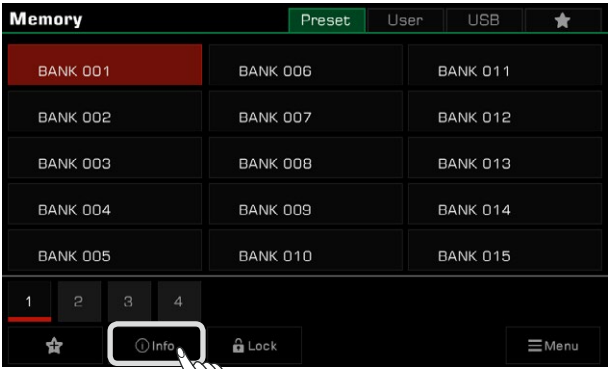 Memory Preset User USB
BANK 001 BANK 006 BANK 011
BANK 002 BANK 007 BANK 012
BANK 003 BANK 008 BANK 013
BANK 004 BANK 009 BANK 014
BANK 005 BANK 010 BANK 015
1 2 3 4
Info Lock Menu